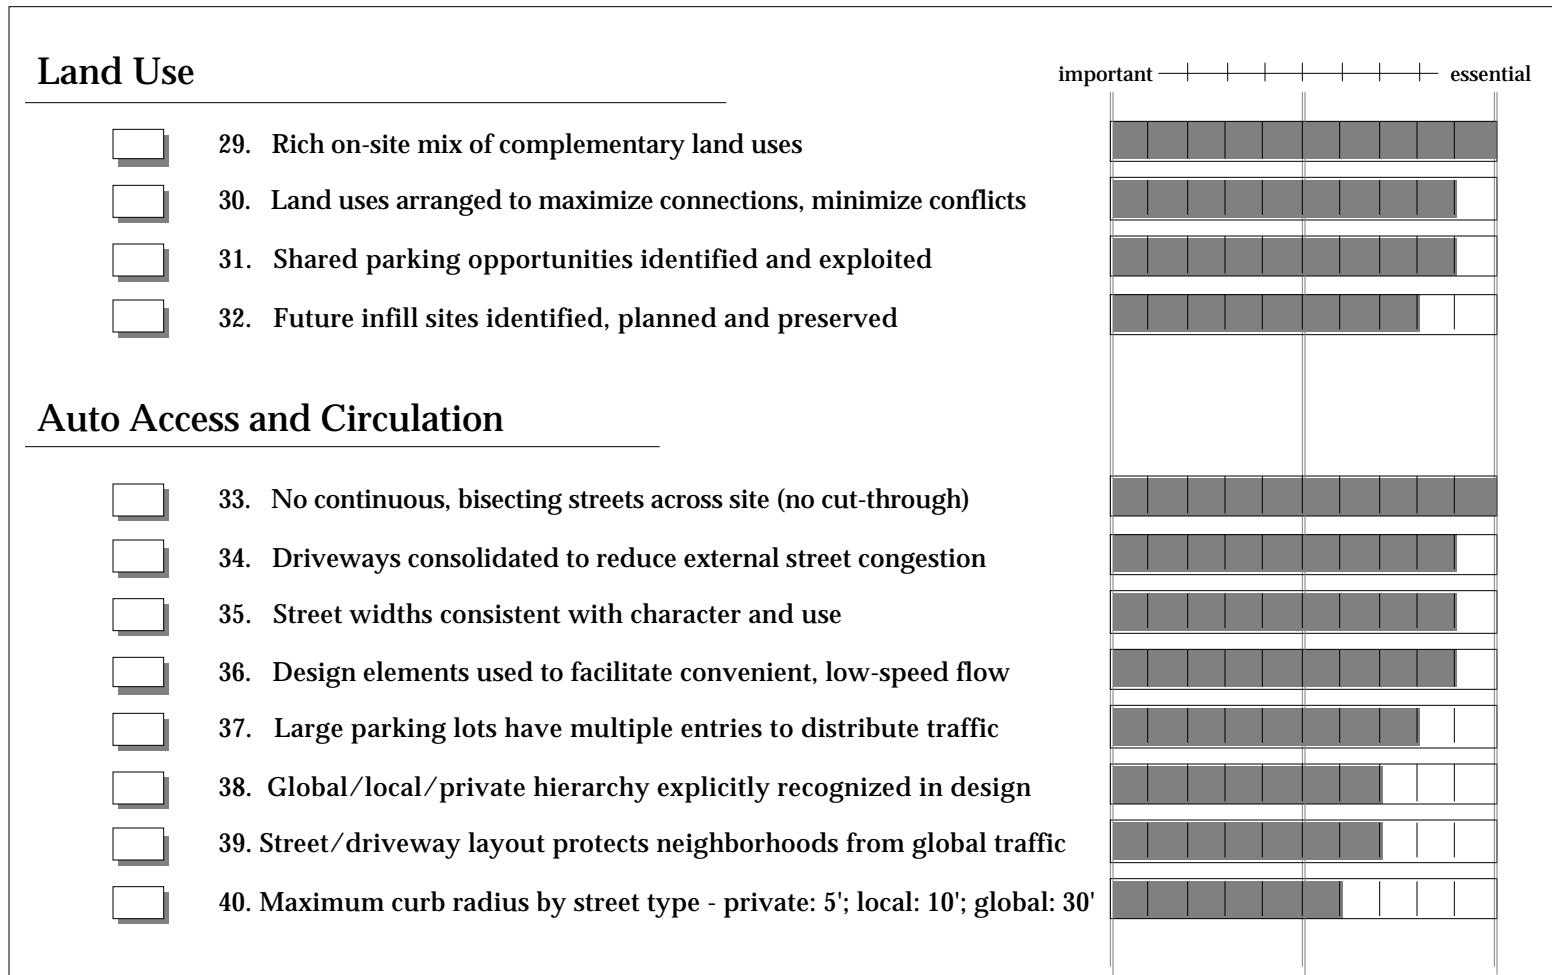 Land Use
important essential
29. Rich on-site mix of complementary land uses
30. Land uses arranged to maximize connections, minimize conflicts
31. Shared parking opportunities identified and exploited
32. Future infill sites identified, planned and preserved
Auto Access and Circulation
33. No continuous, bisecting streets across site (no cut-through)
34. Driveways consolidated to reduce external street congestion
35. Street widths consistent with character and use
36. Design elements used to facilitate convenient, low-speed flow
37. Large parking lots have multiple entries to distribute traffic
38. Global/local/private hierarchy explicitly recognized in design
39. Street/driveway layout protects neighborhoods from global traffic
40. Maximum curb radius by street type - private: 5'; local: 10'; global: 30'